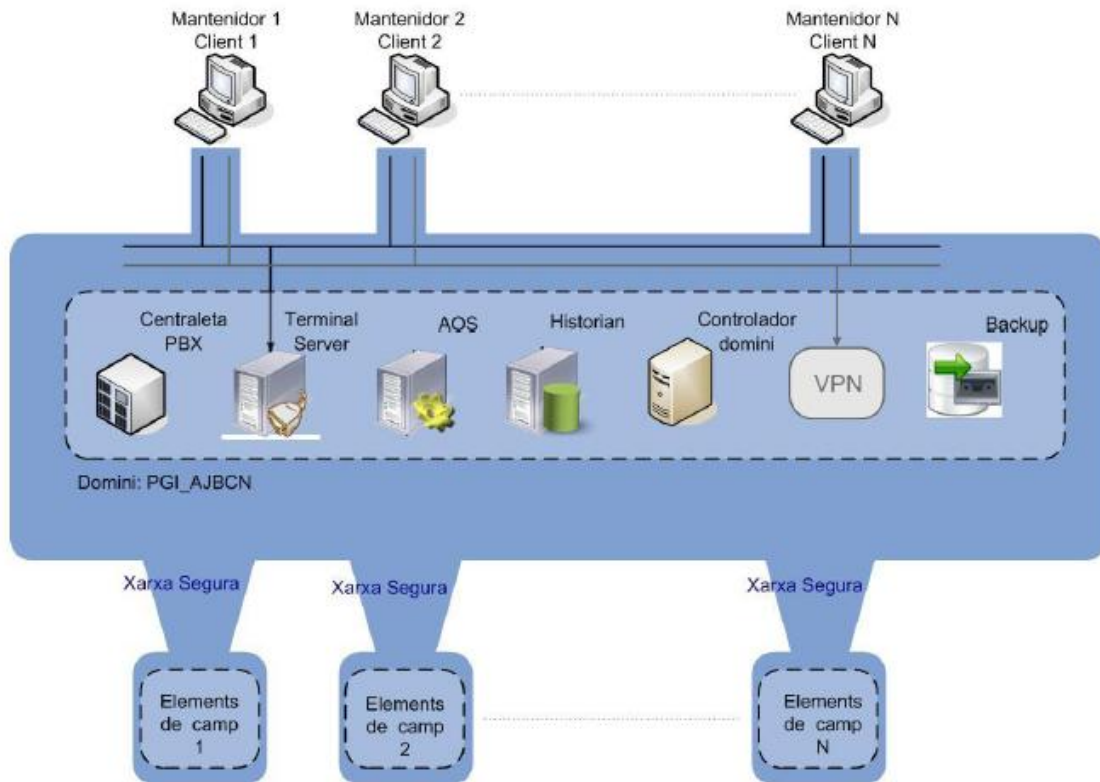 Mantenidor 1
Client 1
Mantenidor 2
Client 2
Mantenidor N
Client N
Centraleta
PBX
Terminal
Server
AOS
Historian
Controlador
domini
VPN
Backup
Domini: PGI_AJBCN
Xarxa Segura
Xarxa Segura
Xarxa Segura
Elements
de camp
1
Elements
de camp
2
Elements
de camp
N